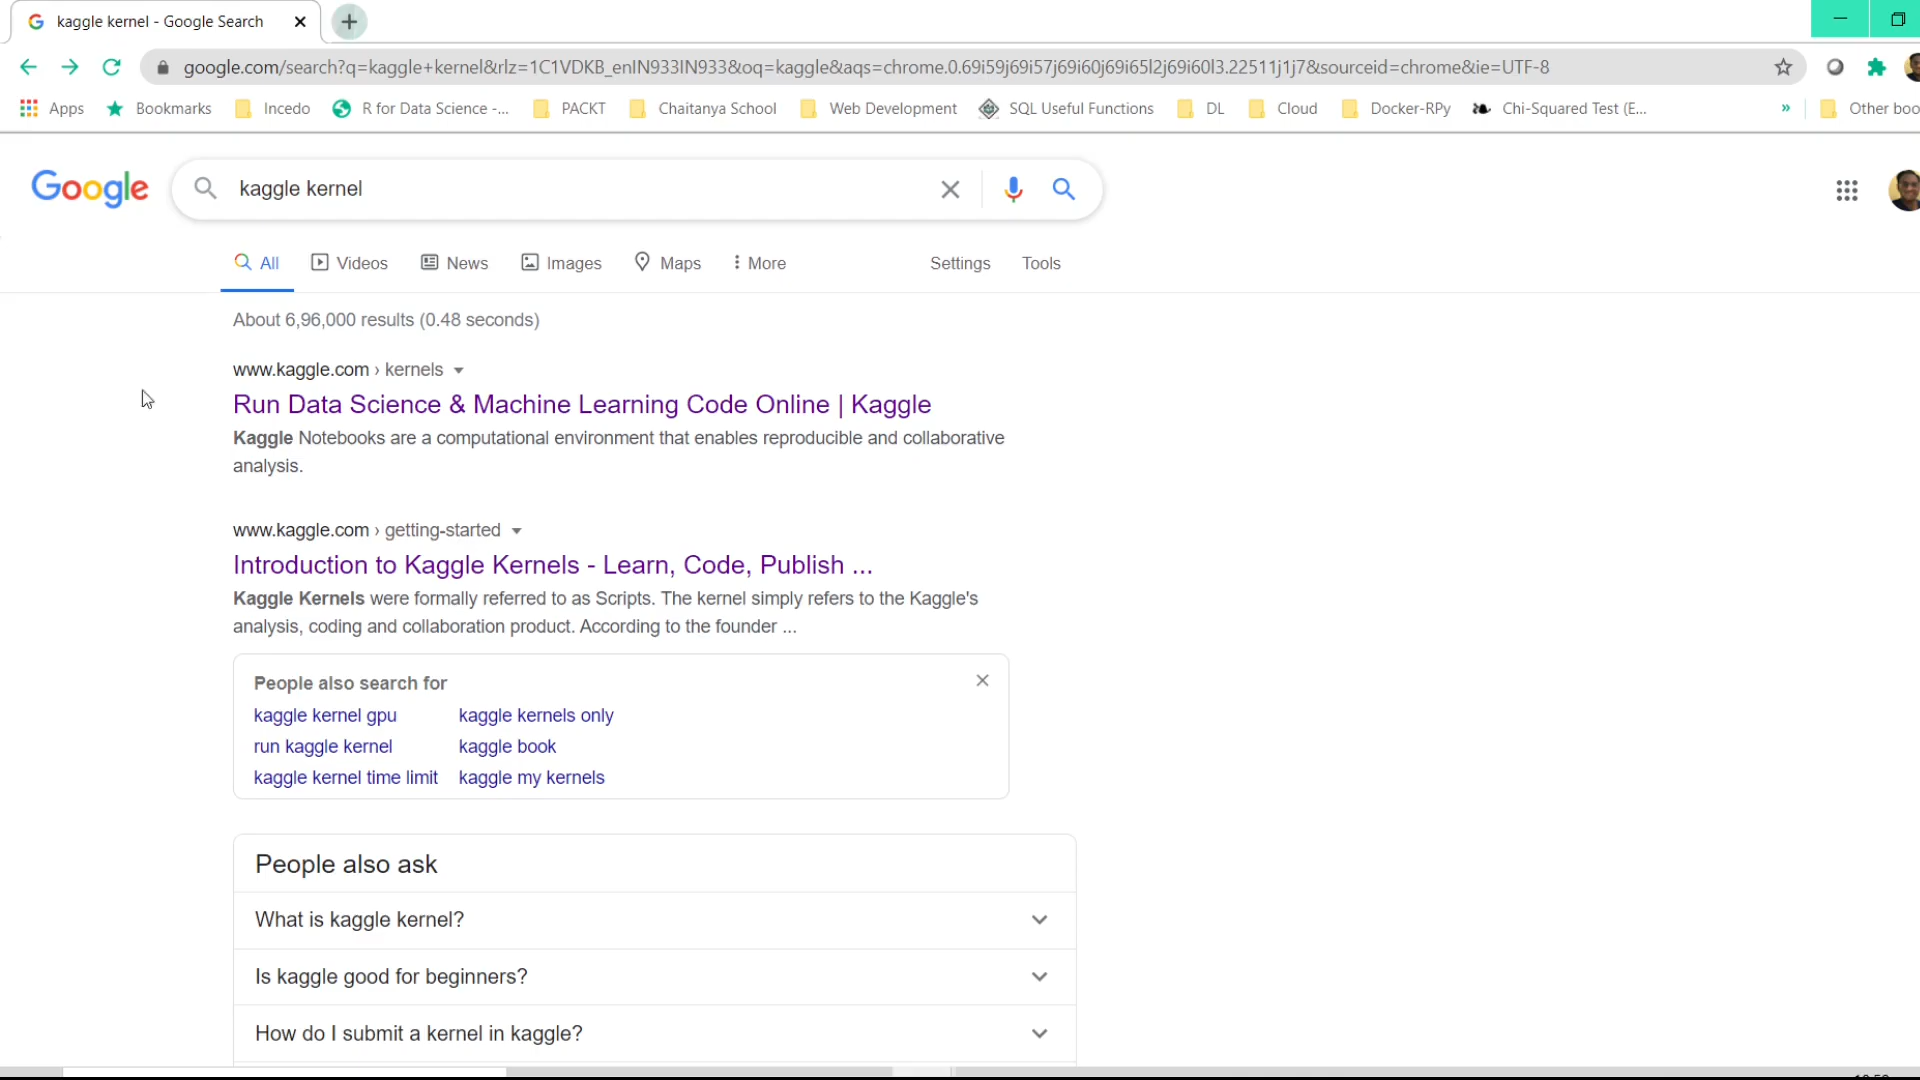 kaggle kernel - Google Search
google.com/search?q=kaggle+kernel&rlz=1C1VDKB_enIN933IN933&oq=kaggle&aqs=chrome.0.69i59j69i57j69i60j69i65l2j69i60l3.22511j1j7&sourceid=chrome&ie=UTF-8
Apps Bookmarks Incedo R for Data Science -... PACKT Chaitanya School Web Development SQL Useful Functions DL Cloud Docker-RPy Chi-Squared Test (E... » Other boo
Google kaggle kernel
All Videos News Images Maps More Settings Tools
About 6,96,000 results (0.48 seconds)
www.kaggle.com › kernels
Run Data Science & Machine Learning Code Online | Kaggle
Kaggle Notebooks are a computational environment that enables reproducible and collaborative
analysis.
www.kaggle.com › getting-started
Introduction to Kaggle Kernels - Learn, Code, Publish ...
Kaggle Kernels were formally referred to as Scripts. The kernel simply refers to the Kaggle's
analysis, coding and collaboration product. According to the founder ...
People also search for
kaggle kernel gpu kaggle kernels only
run kaggle kernel kaggle book
kaggle kernel time limit kaggle my kernels
People also ask
What is kaggle kernel?
Is kaggle good for beginners?
How do I submit a kernel in kaggle?